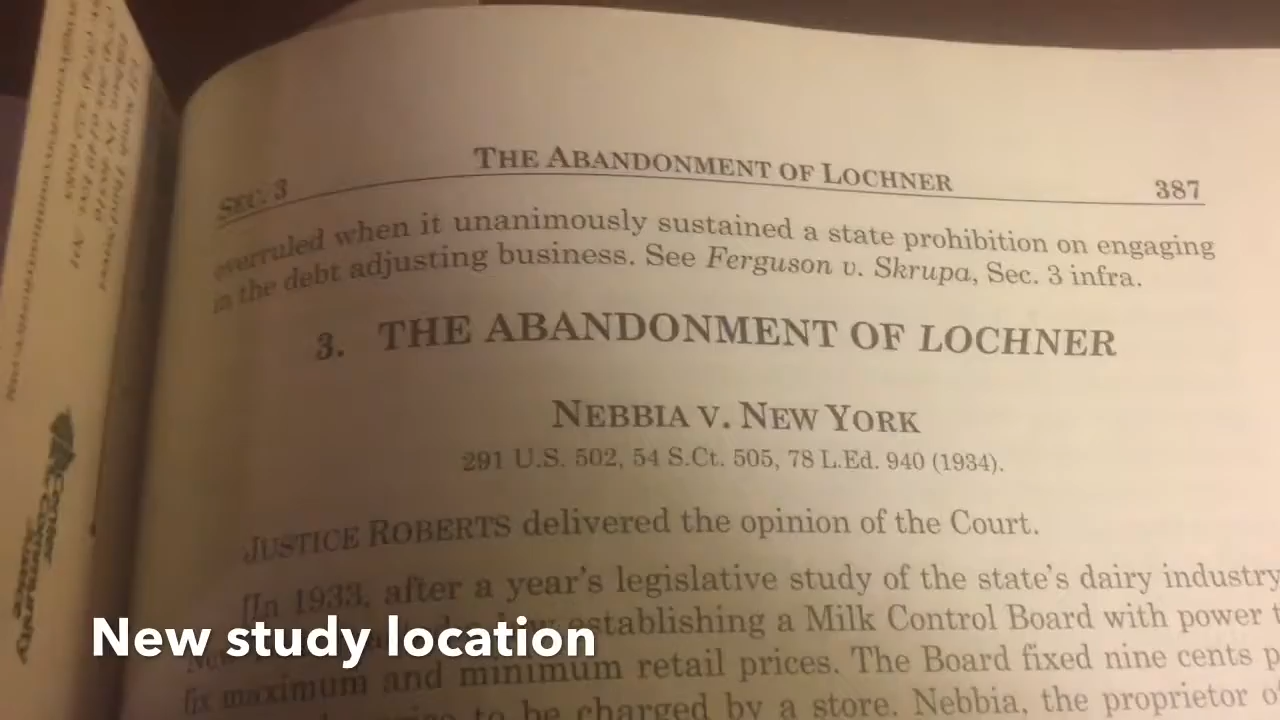 THE ABANDONMENT OF LOCHNER
SEC. 3 387
overruled when it unanimously sustained a state prohibition on engaging
in the debt adjusting business. See Ferguson v. Skrupa, Sec. 3 infra.
3. THE ABANDONMENT OF LOCHNER
NEBBIA V. NEW YORK
291 U.S. 502, 54 S.Ct. 505, 78 L.Ed. 940 (1934).
JUSTICE ROBERTS delivered the opinion of the Court.
[In 1933, after a year's legislative study of the state's dairy industry
establishing a Milk Control Board with power
fix maximum and minimum retail prices. The Board fixed nine cents
to be charged by a store. Nebbia, the proprietor
New study location